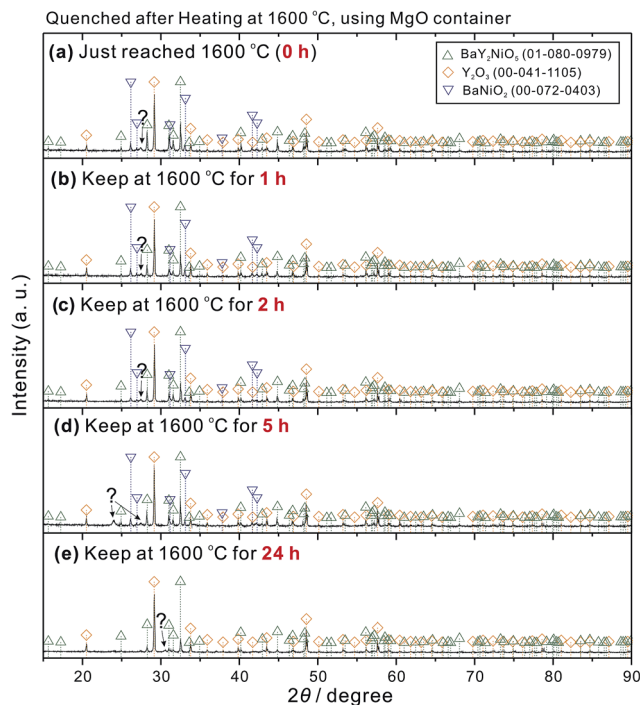 Quenched after Heating at 1600 °C, using MgO container
(a) Just reached 1600 °C (0 h)
BaY₂NiO₅ (01-080-0979)
Y₂O₃ (00-041-1105)
BaNiO₂ (00-072-0403)
?
(b) Keep at 1600 °C for 1 h
?
(c) Keep at 1600 °C for 2 h
?
(d) Keep at 1600 °C for 5 h
?
(e) Keep at 1600 °C for 24 h
?
Intensity (a. u.)
20 30 40 50 60 70 80 90
2θ / degree